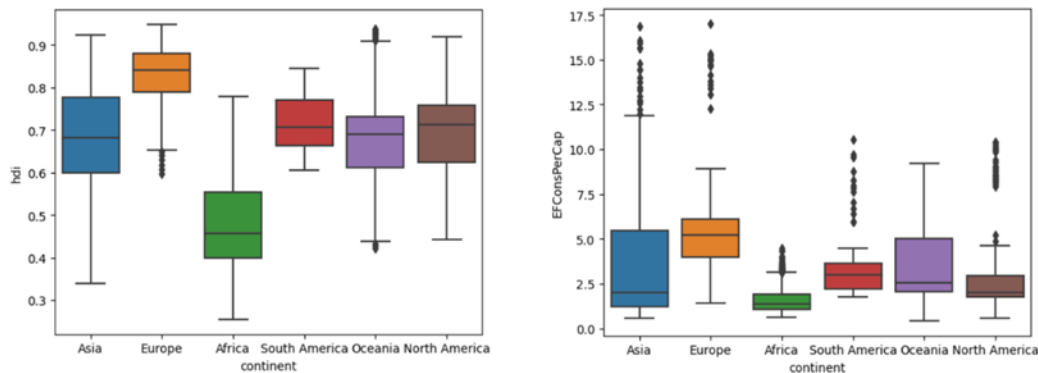 0.9
0.8
0.7
0.6
0.5
0.4
0.3
hdi
Asia Europe Africa South America Oceania North America
continent
17.5
15.0
12.5
10.0
7.5
5.0
2.5
0.0
EFConsPerCap
Asia Europe Africa South America Oceania North America
continent